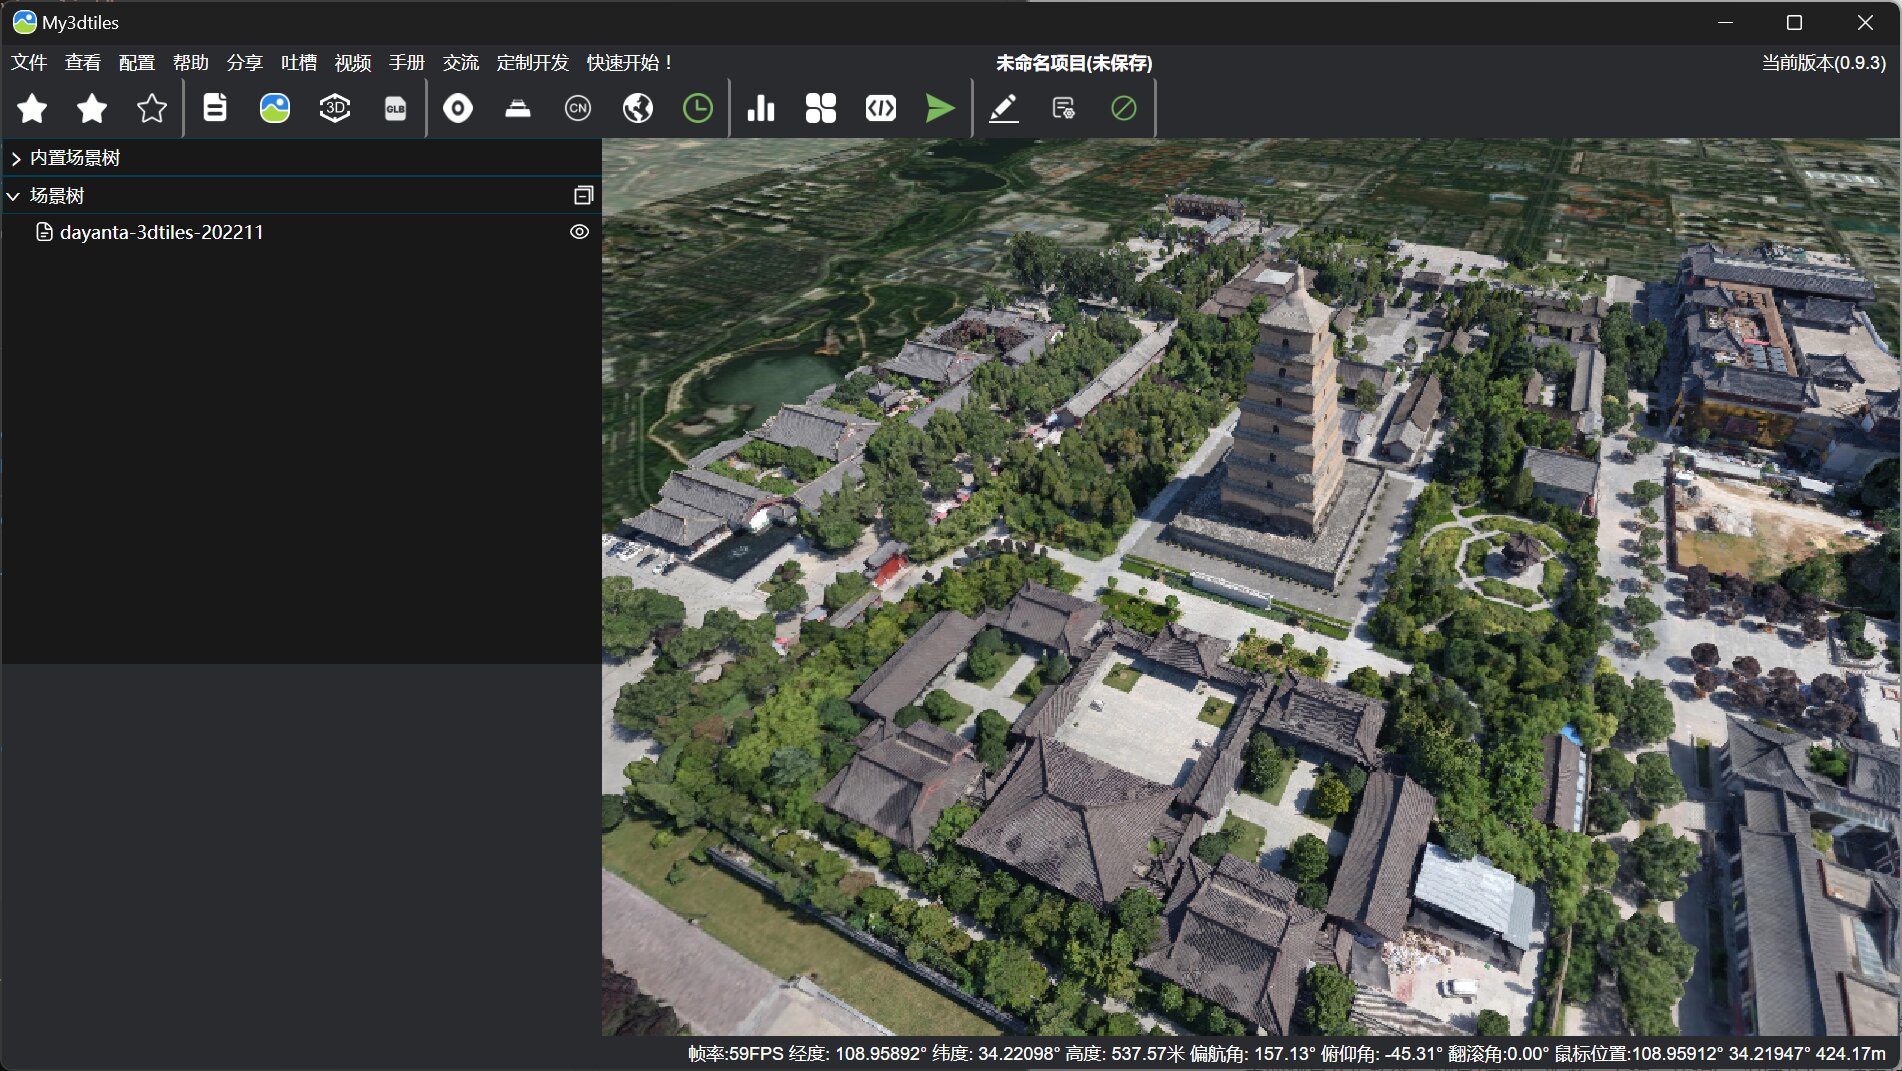 My3dtiles
文件 查看 配置 帮助 分享 吐槽 视频 手册 交流 定制开发 快速开始！ 未命名项目(未保存) 当前版本(0.9.3)
3D GLB CN
内置场景树
场景树
dayanta-3dtiles-202211
帧率:59FPS 经度: 108.95892° 纬度: 34.22098° 高度: 537.57米 偏航角: 157.13° 俯仰角: -45.31° 翻滚角:0.00° 鼠标位置:108.95912° 34.21947° 424.17m